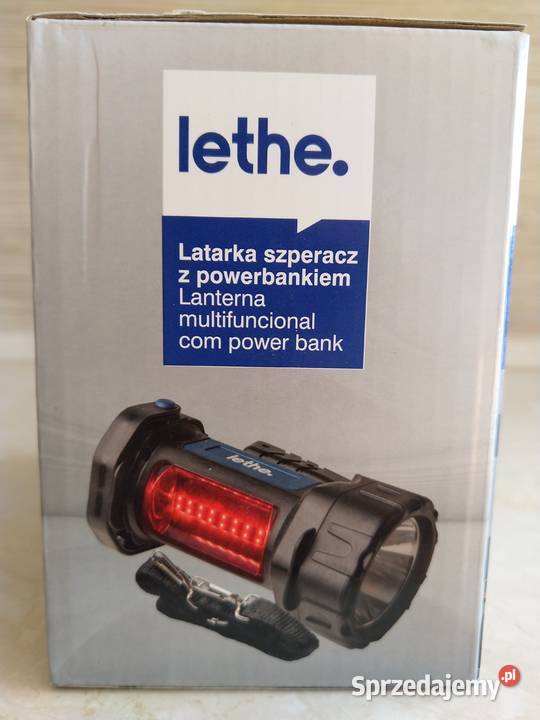 lethe.
Latarka szperacz
z powerbankiem
Lanterna
multifuncional
com power bank
lethe.
Sprzedajemy.pl